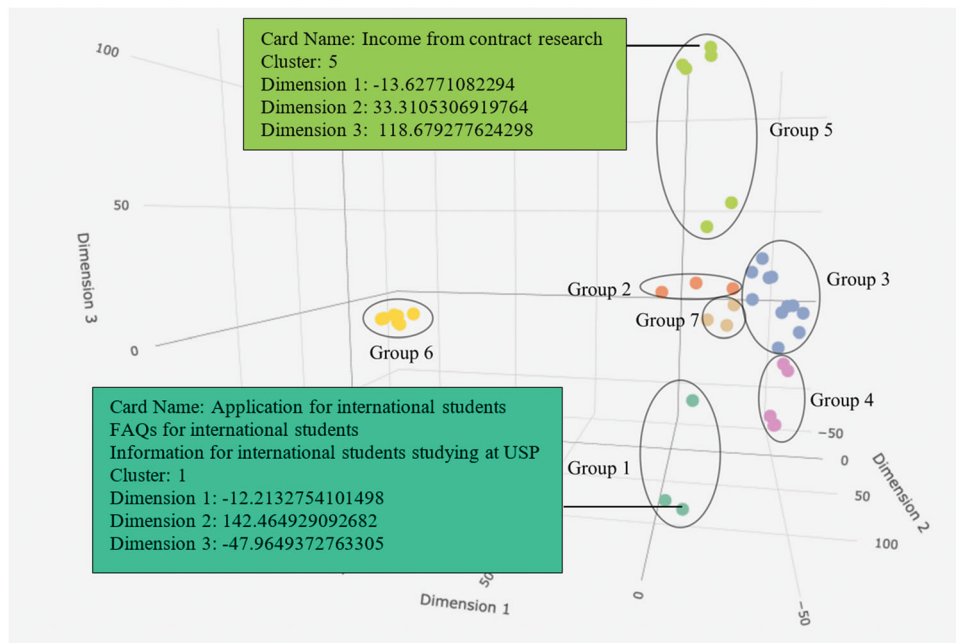 Card Name: Income from contract research
Cluster: 5
Dimension 1: -13.62771082294
Dimension 2: 33.3105306919764
Dimension 3:  118.679277624298
100
50
0
Dimension 3
Group 5
Group 2
Group 3
Group 7
Group 6
Group 4
Group 1
Card Name: Application for international students
FAQs for international students
Information for international students studying at USP
Cluster: 1
Dimension 1: -12.2132754101498
Dimension 2: 142.464929092682
Dimension 3: -47.9649372763305
−50
0
50
100
Dimension 2
50
0
−50
Dimension 1